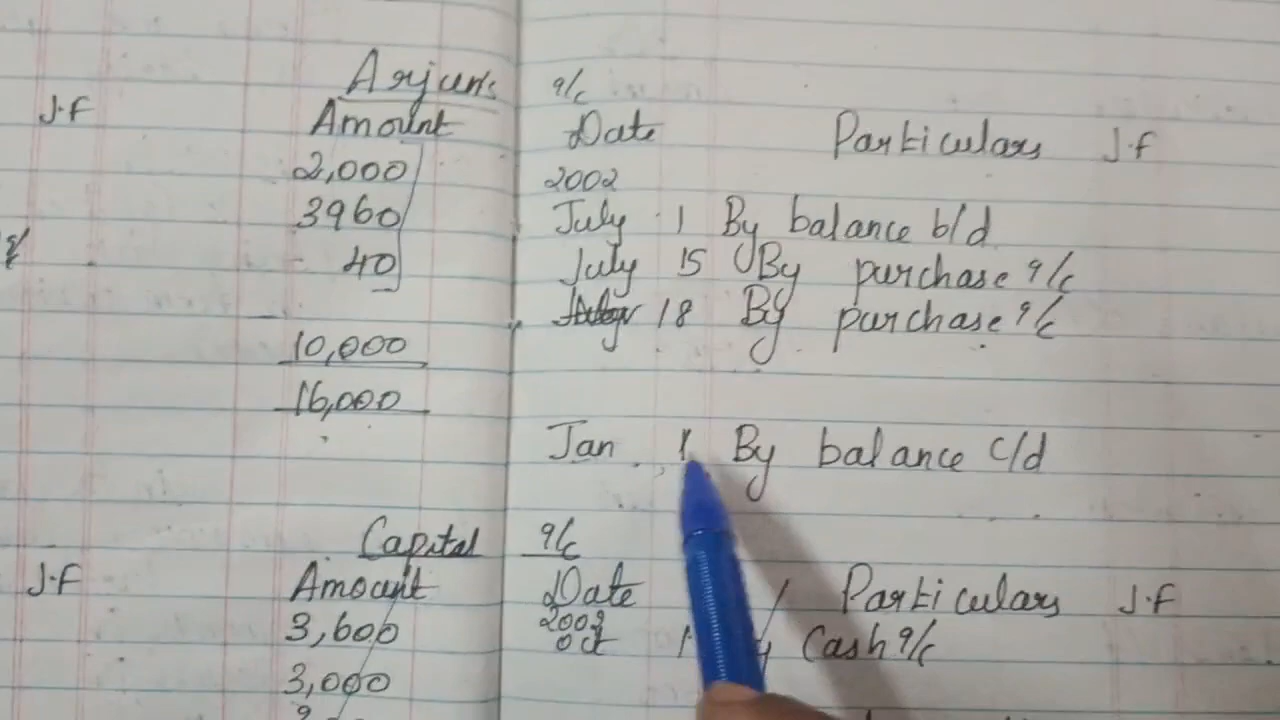 Arjun's a/c
J.F Amount Date Particulars J.F
2,000 2002
3960 July 1 By balance b/d
40 July 15 By purchase a/c
18 By purchase a/c
10,000
16,000
Jan 1 By balance c/d
Capital a/c
J.F Amount Date Particulars J.F
3,600 2002
Oct 1 Cash a/c
3,000